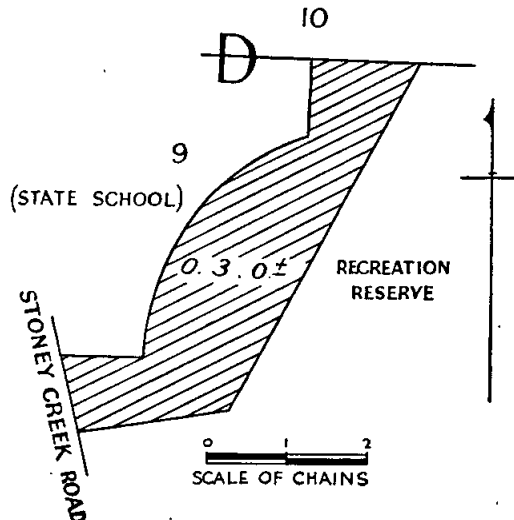 10
D
9
(STATE SCHOOL)
0. 3. 0.±
RECREATION
RESERVE
STONEY CREEK ROAD
0 1 2
SCALE OF CHAINS